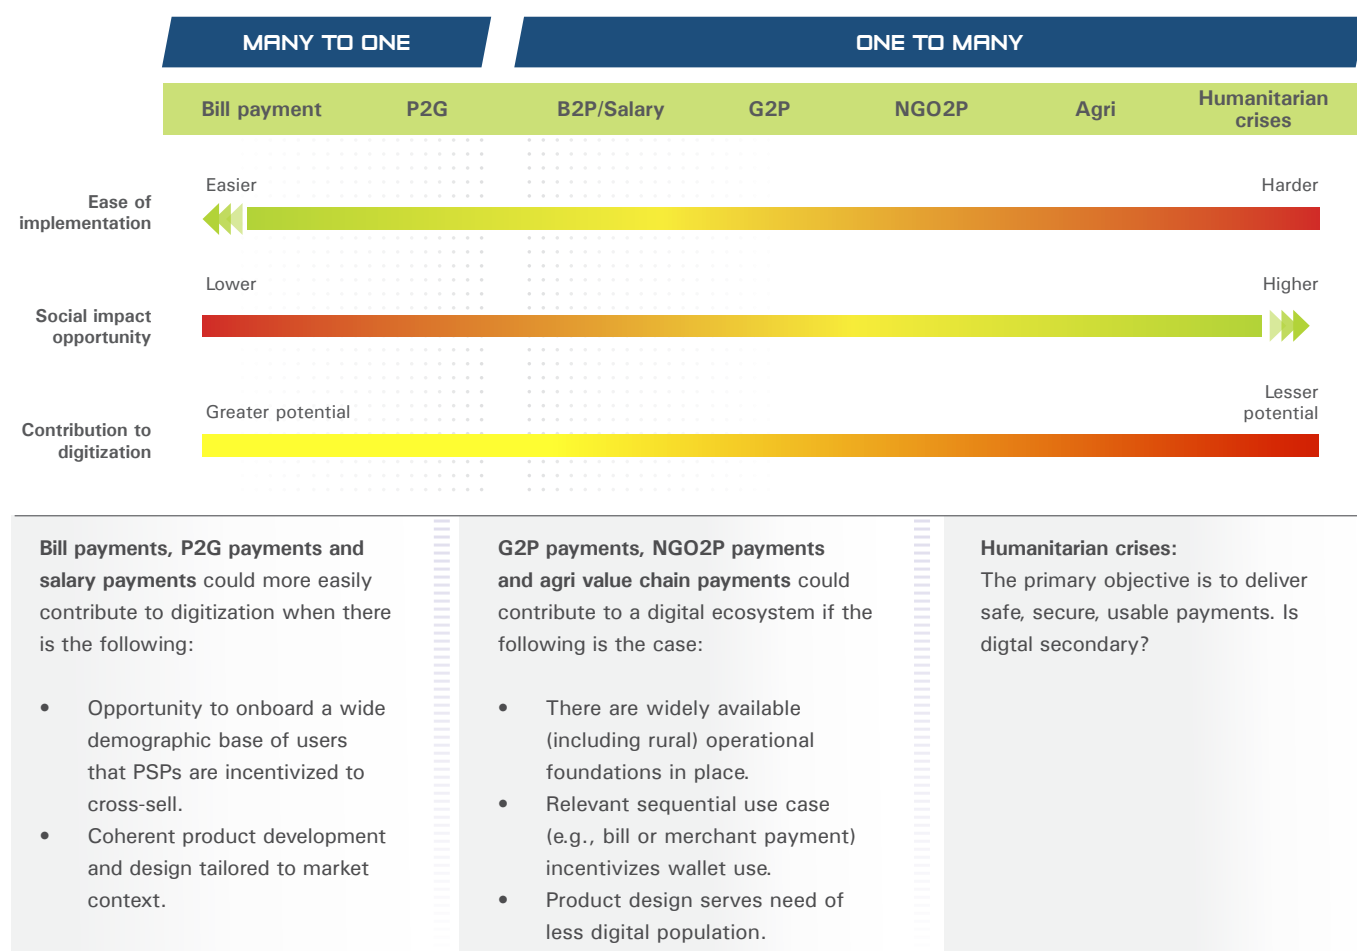 MANY TO ONE
ONE TO MANY
Bill payment
P2G
B2P/Salary
G2P
NGO2P
Agri
Humanitarian
crises
Ease of
implementation
Easier
Harder
Social impact
opportunity
Lower
Higher
Contribution to
digitization
Greater potential
Lesser
potential
Bill payments, P2G payments and
salary payments could more easily
contribute to digitization when there
is the following:
• Opportunity to onboard a wide
demographic base of users
that PSPs are incentivized to
cross-sell.
• Coherent product development
and design tailored to market
context.
G2P payments, NGO2P payments
and agri value chain payments could
contribute to a digital ecosystem if the
following is the case:
• There are widely available
(including rural) operational
foundations in place.
• Relevant sequential use case
(e.g., bill or merchant payment)
incentivizes wallet use.
• Product design serves need of
less digital population.
Humanitarian crises:
The primary objective is to deliver
safe, secure, usable payments. Is
digtal secondary?